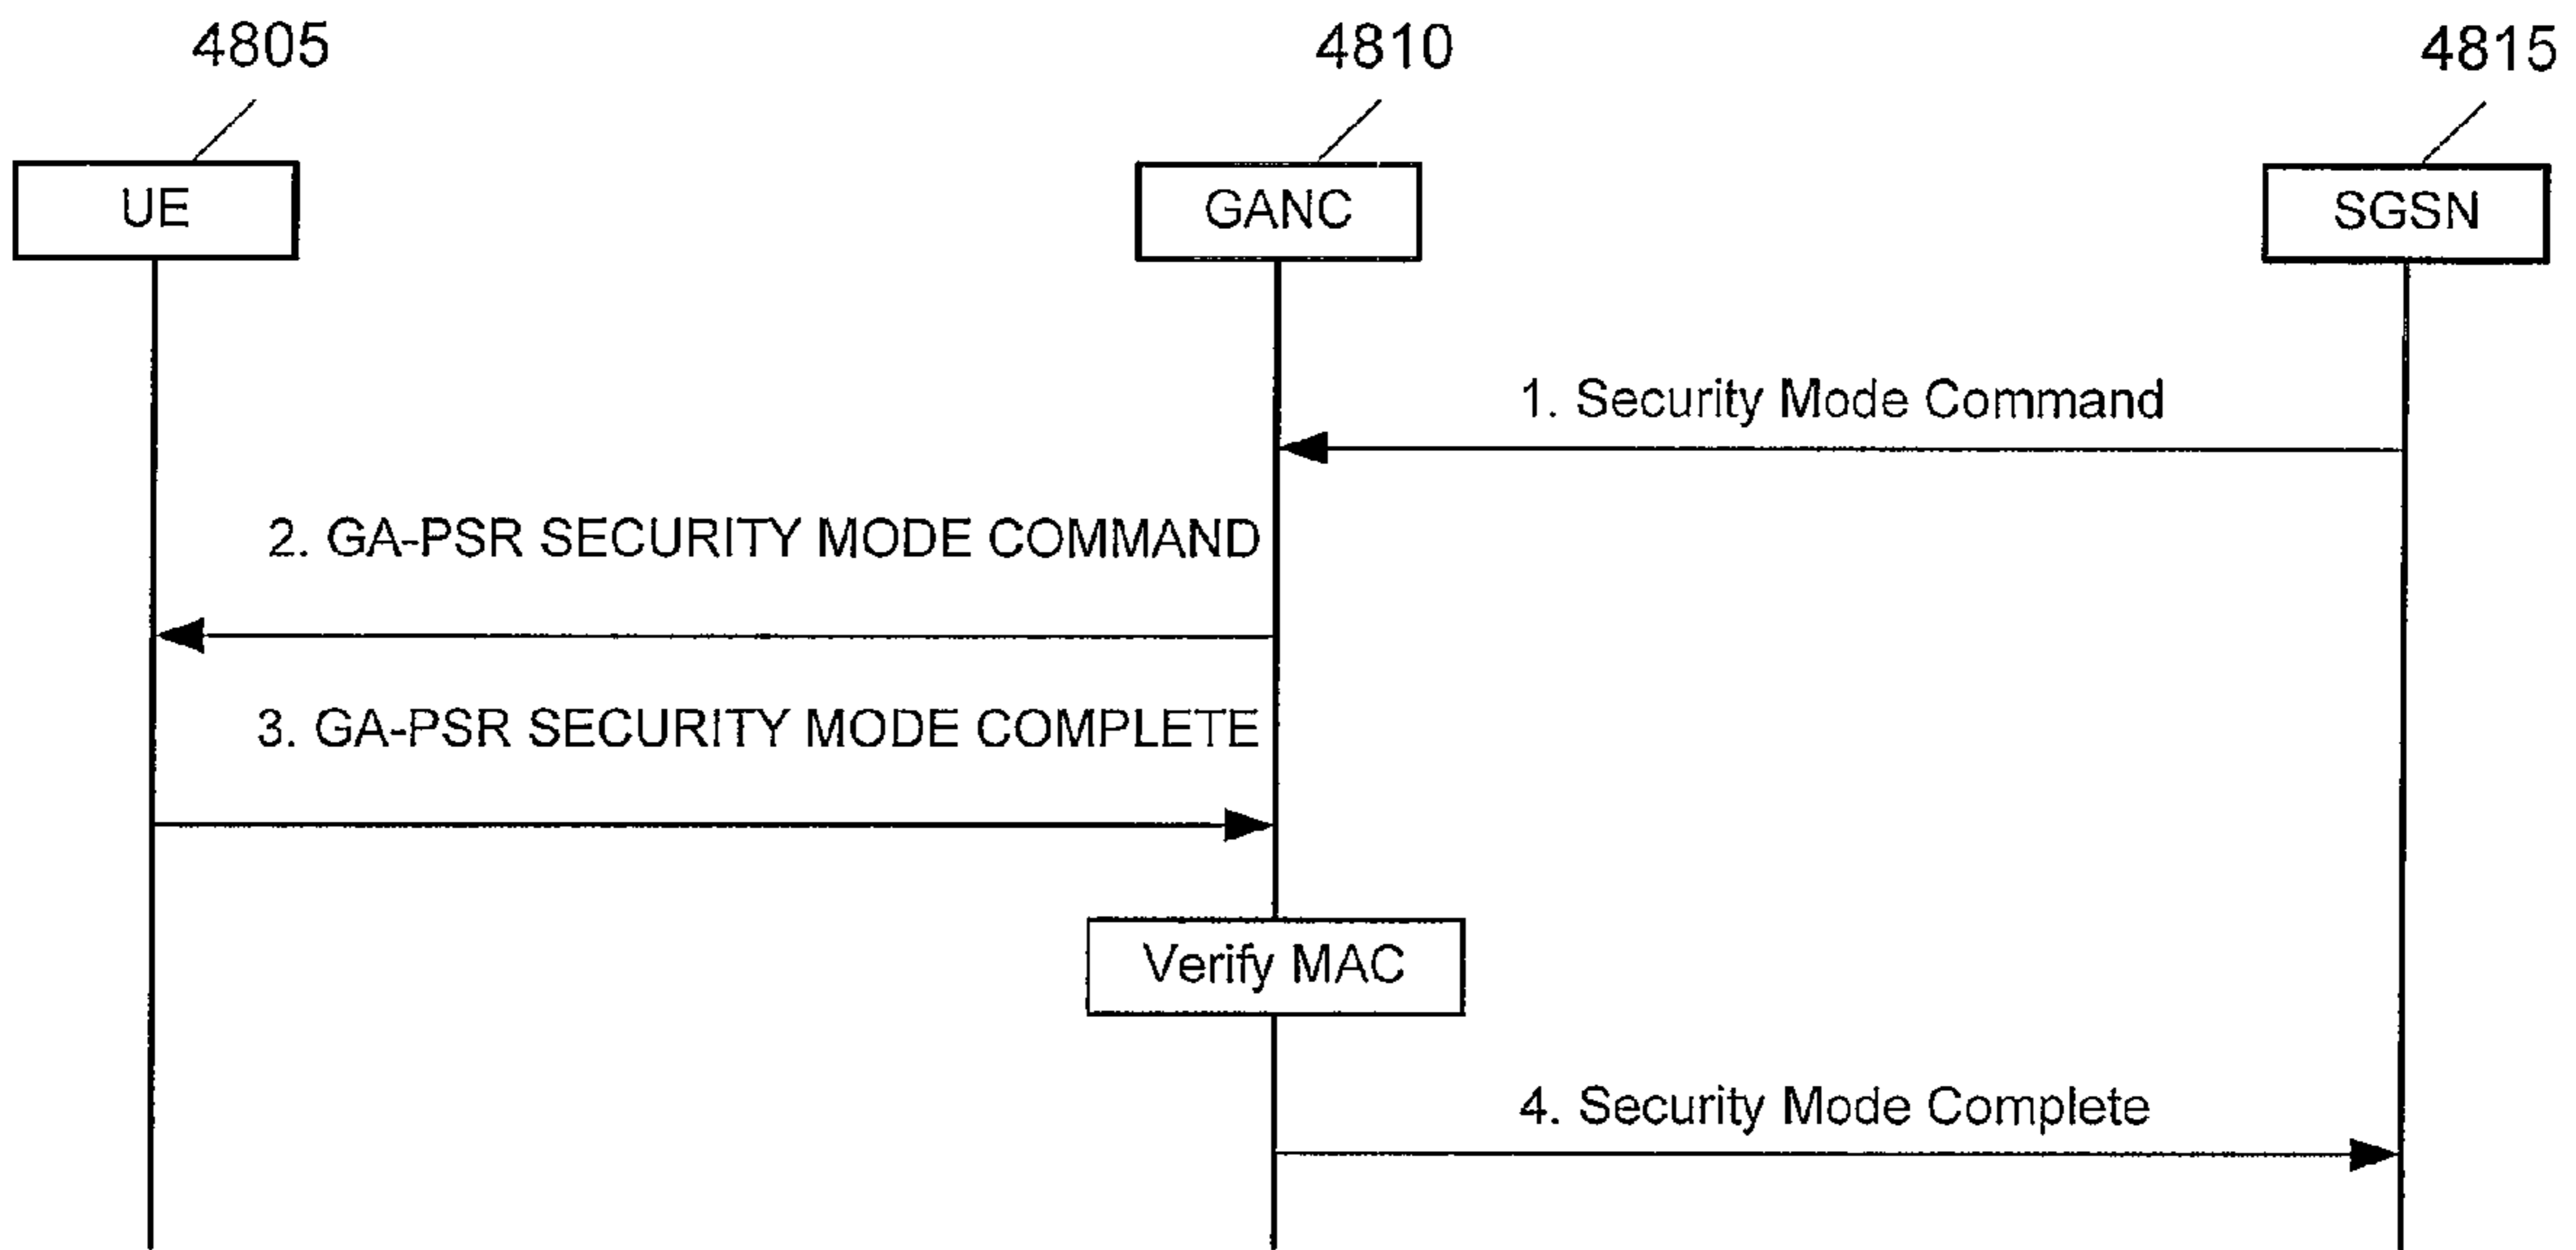 4805
4810
4815
UE
GANC
SGSN
1. Security Mode Command
2. GA-PSR SECURITY MODE COMMAND
3. GA-PSR SECURITY MODE COMPLETE
Verify MAC
4. Security Mode Complete